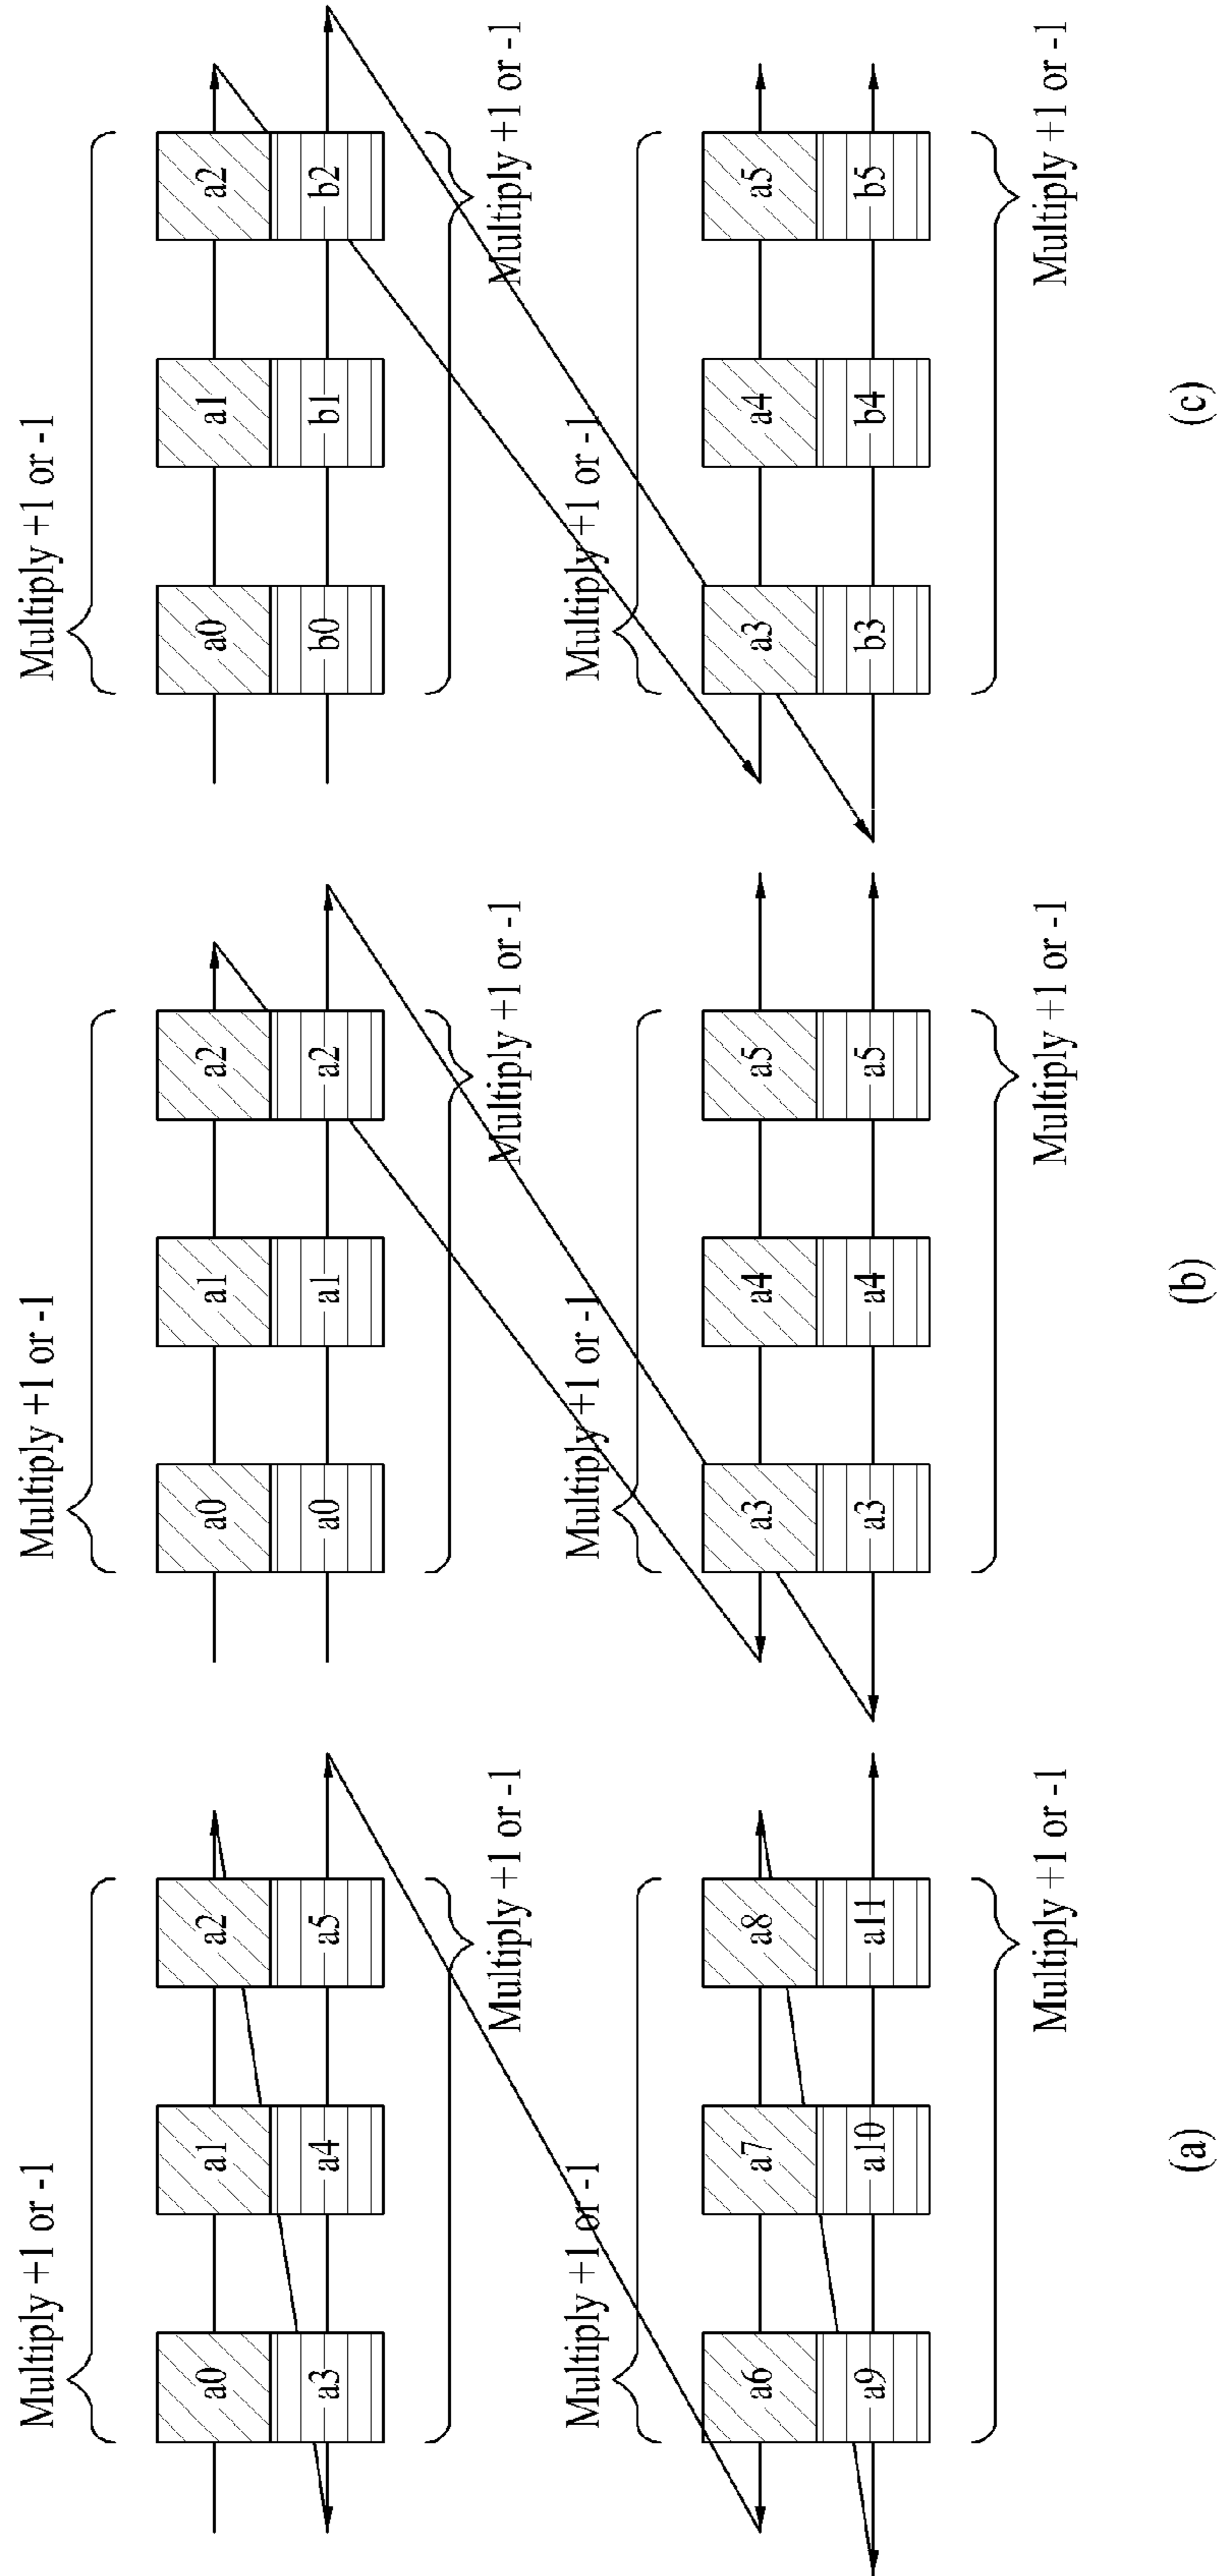 Multiply +1 or -1
a0 a1 a2
a3 a4 a5
Multiply +1 or -1
Multiply +1 or -1
a6 a7 a8
a9 a10 a11
Multiply +1 or -1
(a)
Multiply +1 or -1
a0 a1 a2
a0 a1 a2
Multiply +1 or -1
Multiply +1 or -1
a3 a4 a5
a3 a4 a5
Multiply +1 or -1
(b)
Multiply +1 or -1
a0 a1 a2
b0 b1 b2
Multiply +1 or -1
Multiply +1 or -1
a3 a4 a5
b3 b4 b5
Multiply +1 or -1
(c)